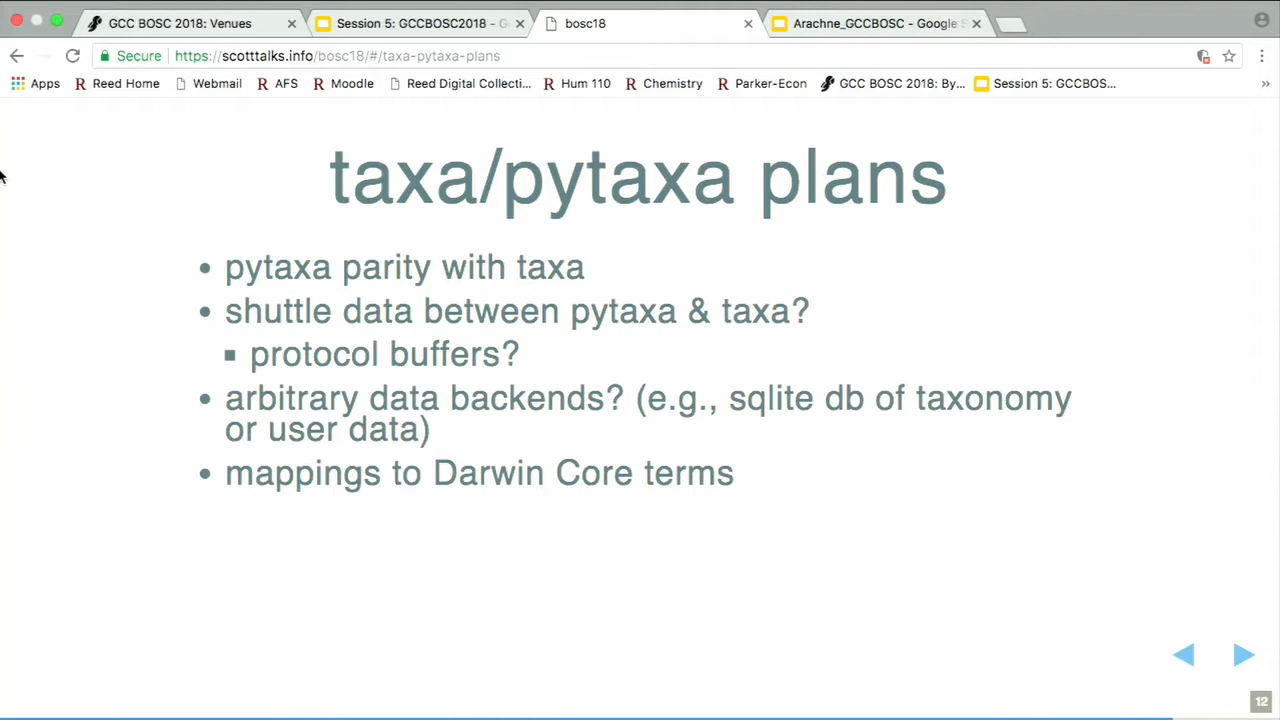 GCC BOSC 2018: Venues
Session 5: GCCBOSC2018 - G
bosc18
Arachne_GCCBOSC - Google S
Secure https://scotttalks.info/bosc18/#/taxa-pytaxa-plans
Apps R Reed Home Webmail R AFS R Moodle Reed Digital Collecti... R Hum 110 R Chemistry R Parker-Econ GCC BOSC 2018: By... Session 5: GCCBOS... »
taxa/pytaxa plans
• pytaxa parity with taxa
• shuttle data between pytaxa & taxa?
▪ protocol buffers?
• arbitrary data backends? (e.g., sqlite db of taxonomy
or user data)
• mappings to Darwin Core terms
12